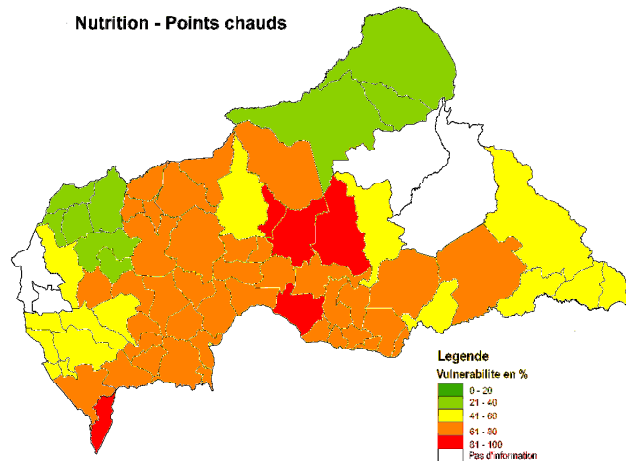 Nutrition - Points chauds
Legende
Vulnerabilite en %
0 - 20
21 - 40
41 - 60
61 - 80
81 - 100
Pas d'information